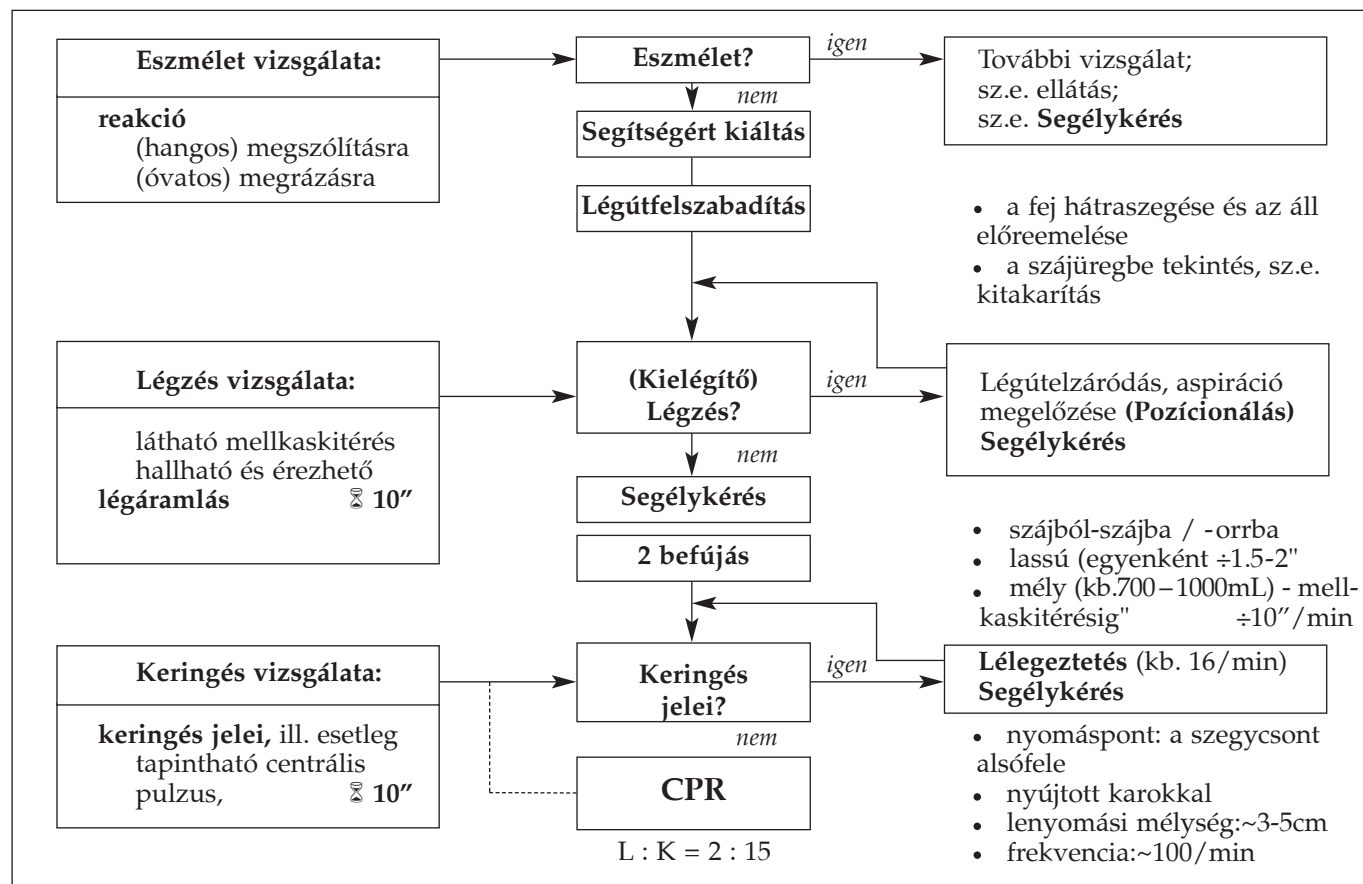 Eszmélet vizsgálata:
reakció
(hangos) megszólításra
(óvatos) megrázásra
Eszmélet?
igen
nem
További vizsgálat;
sz.e. ellátás;
sz.e. Segélykérés
Segítségért kiáltás
Légútfelszabadítás
• a fej hátraszegése és az áll
előreemelése
• a szájüregbe tekintés, sz.e.
kitakarítás
Légzés vizsgálata:
látható mellkaskitérés
hallható és érezhető
légáramlás ⏳ 10″
(Kielégítő)
Légzés?
igen
nem
Légútelzáródás, aspiráció
megelőzése (Pozícionálás)
Segélykérés
Segélykérés
2 befújás
• szájból-szájba / -orrba
• lassú (egyenként ÷1.5-2"
• mély (kb.700–1000mL) - mell-
kaskitérésig" ÷10″/min
Keringés vizsgálata:
keringés jelei, ill. esetleg
tapintható centrális
pulzus, ⏳ 10″
Keringés
jelei?
igen
nem
Lélegeztetés (kb. 16/min)
Segélykérés
CPR
L : K = 2 : 15
• nyomáspont: a szegycsont
alsófele
• nyújtott karokkal
• lenyomási mélység:~3-5cm
• frekvencia:~100/min